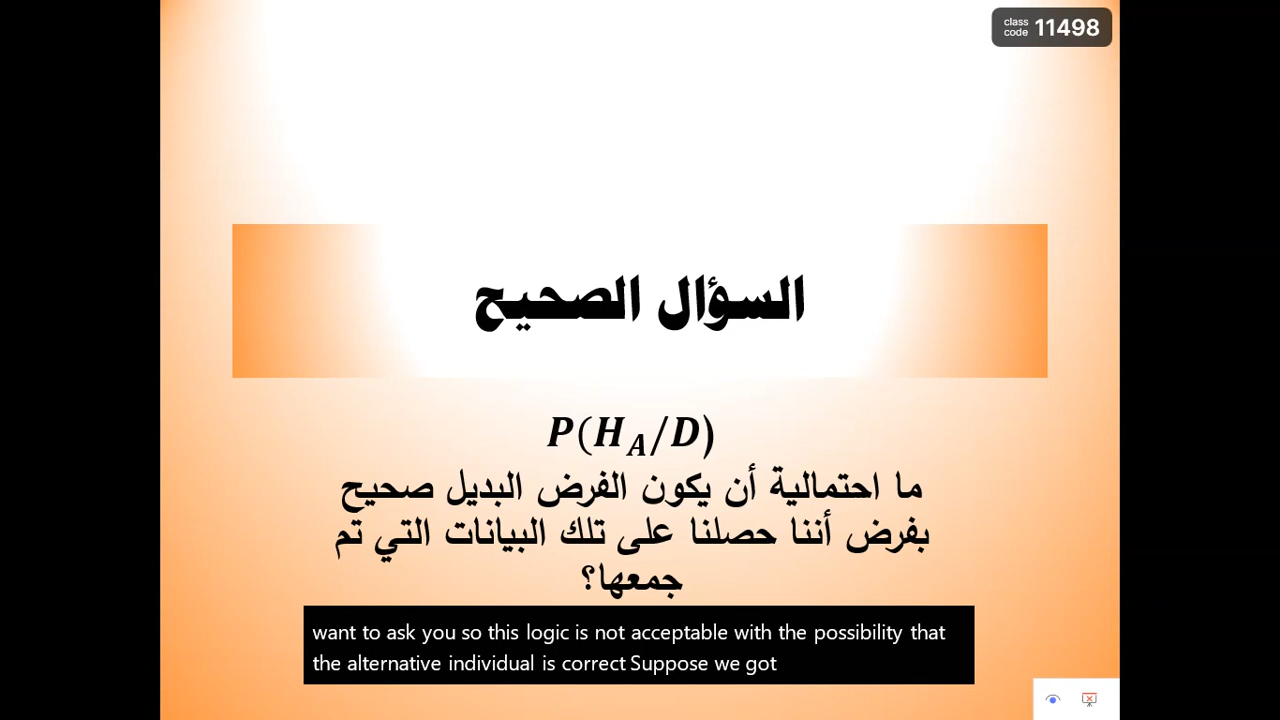 class
code 11498
السؤال الصحيح
P(H_A/D)
ما احتمالية أن يكون الفرض البديل صحيح
بفرض أننا حصلنا على تلك البيانات التي تم
جمعها؟
want to ask you so this logic is not acceptable with the possibility that
the alternative individual is correct Suppose we got